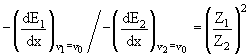 -(dE₁/dx)ᵥ₁₌ᵥ₀ / -(dE₂/dx)ᵥ₂₌ᵥ₀ = (Z₁/Z₂)²